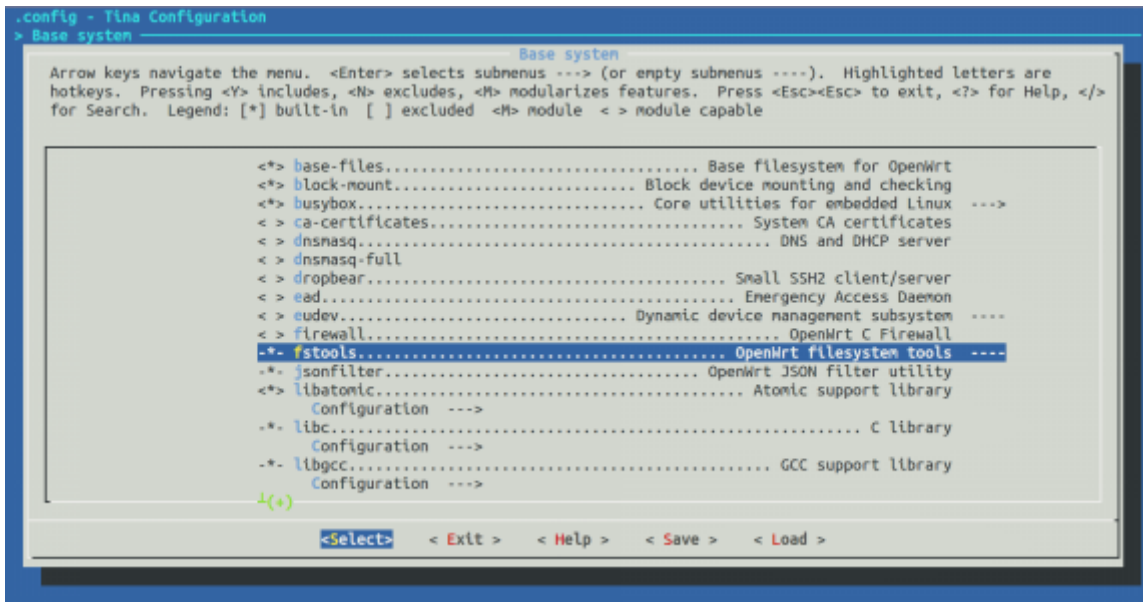 .config - Tina Configuration
> Base system
Base system
Arrow keys navigate the menu.  <Enter> selects submenus ---> (or empty submenus ----).  Highlighted letters are
hotkeys.  Pressing <Y> includes, <N> excludes, <M> modularizes features.  Press <Esc><Esc> to exit, <?> for Help, </>
for Search.  Legend: [*] built-in  [ ] excluded  <M> module  < > module capable
<*> base-files................................... Base filesystem for OpenWrt
<*> block-mount........................... Block device mounting and checking
<*> busybox................................ Core utilities for embedded Linux  --->
< > ca-certificates................................... System CA certificates
< > dnsmasq.............................................. DNS and DHCP server
< > dnsmasq-full
< > dropbear........................................ Small SSH2 client/server
< > ead.............................................. Emergency Access Daemon
< > eudev................................ Dynamic device management subsystem  ----
< > firewall............................................... OpenWrt C Firewall
-*- fstools......................................... OpenWrt filesystem tools  ----
-*- jsonfilter................................... OpenWrt JSON filter utility
<*> libatomic......................................... Atomic support library
Configuration  --->
-*- libc........................................................... C library
Configuration  --->
-*- libgcc............................................... GCC support library
Configuration  --->
┴(+)
<Select>    < Exit >    < Help >    < Save >    < Load >